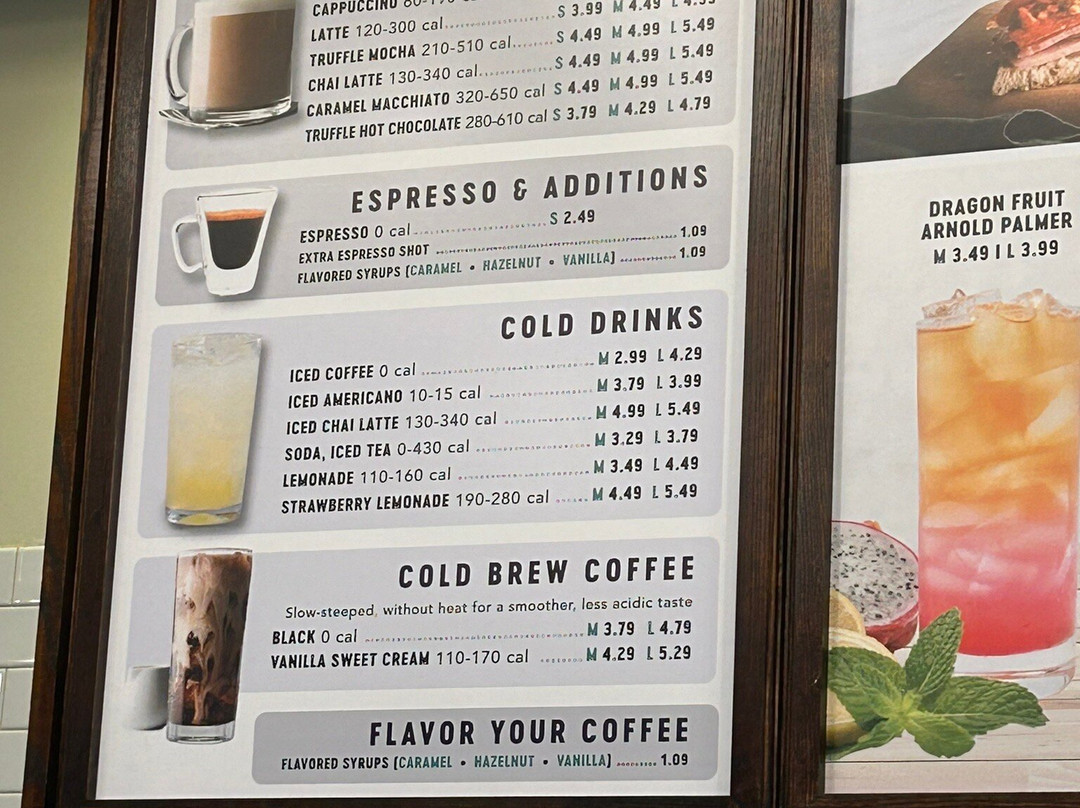 CAPPUCCINO
LATTE 120-300 cal S 3.99 M 4.49 L 4.99
TRUFFLE MOCHA 210-510 cal S 4.49 M 4.99 L 5.49
CHAI LATTE 130-340 cal S 4.49 M 4.99 L 5.49
CARAMEL MACCHIATO 320-650 cal S 4.49 M 4.99 L 5.49
TRUFFLE HOT CHOCOLATE 280-610 cal S 3.79 M 4.29 L 4.79
ESPRESSO & ADDITIONS
ESPRESSO 0 cal S 2.49
EXTRA ESPRESSO SHOT 1.09
FLAVORED SYRUPS [CARAMEL • HAZELNUT • VANILLA] 1.09
COLD DRINKS
ICED COFFEE 0 cal M 2.99 L 4.29
ICED AMERICANO 10-15 cal M 3.79 L 3.99
ICED CHAI LATTE 130-340 cal M 4.99 L 5.49
SODA, ICED TEA 0-430 cal M 3.29 L 3.79
LEMONADE 110-160 cal M 3.49 L 4.49
STRAWBERRY LEMONADE 190-280 cal M 4.49 L 5.49
COLD BREW COFFEE
Slow-steeped, without heat for a smoother, less acidic taste
BLACK 0 cal M 3.79 L 4.79
VANILLA SWEET CREAM 110-170 cal M 4.29 L 5.29
FLAVOR YOUR COFFEE
FLAVORED SYRUPS [CARAMEL • HAZELNUT • VANILLA] 1.09
DRAGON FRUIT
ARNOLD PALMER
M 3.49 | L 3.99